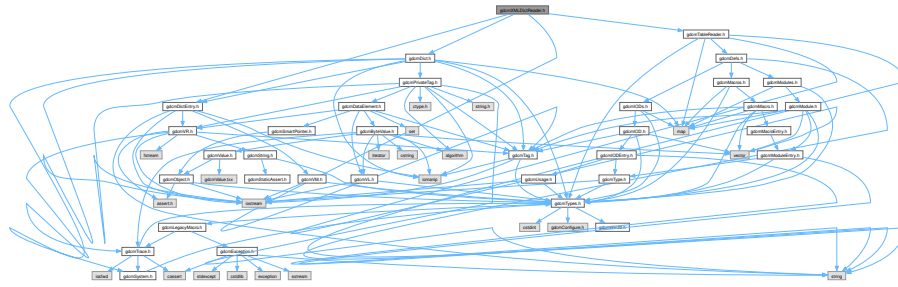 gdcmXMLDictReader.h
gdcmTableReader.h
gdcmDict.h
gdcmDefs.h
gdcmPrivateTag.h
gdcmMacros.h
gdcmModules.h
gdcmDictEntry.h
gdcmDataElement.h
ctype.h
string.h
gdcmIODs.h
gdcmMacro.h
gdcmModule.h
gdcmVR.h
gdcmSmartPointer.h
gdcmByteValue.h
set
gdcmIOD.h
map
gdcmMacroEntry.h
fstream
gdcmValue.h
gdcmString.h
iterator
cstring
algorithm
gdcmTag.h
gdcmIODEntry.h
vector
gdcmModuleEntry.h
gdcmObject.h
gdcmValue.txx
gdcmStaticAssert.h
gdcmVM.h
gdcmVL.h
iomanip
gdcmUsage.h
gdcmType.h
assert.h
iostream
gdcmTypes.h
gdcmLegacyMacro.h
cstdint
gdcmConfigure.h
gdcmWin32.h
gdcmTrace.h
gdcmException.h
iosfwd
gdcmSystem.h
cassert
stdexcept
cstdlib
exception
sstream
string